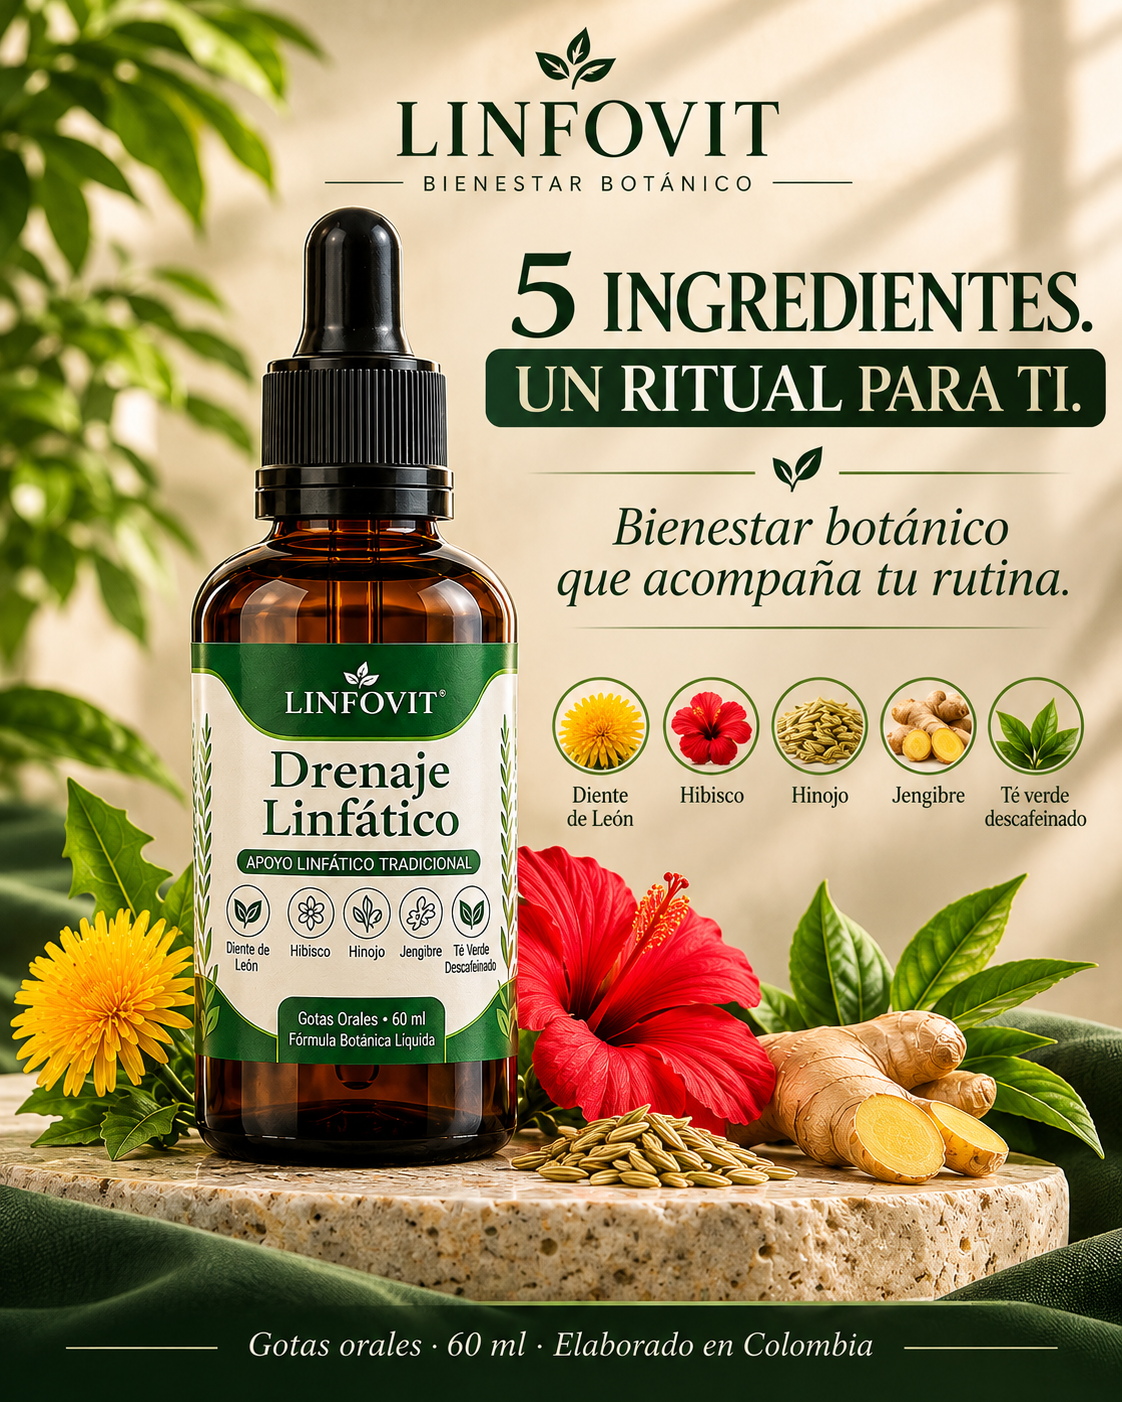 LINFOVIT
BIENESTAR BOTÁNICO
5 INGREDIENTES.
UN RITUAL PARA TI.
Bienestar botánico
que acompaña tu rutina.
Diente
de León
Hibisco
Hinojo
Jengibre
Té verde
descafeinado
LINFOVIT®
Drenaje
Linfático
APOYO LINFÁTICO TRADICIONAL
Diente de
León
Hibisco
Hinojo
Jengibre
Té Verde
Descafeinado
Gotas Orales • 60 ml
Fórmula Botánica Líquida
Gotas orales · 60 ml · Elaborado en Colombia